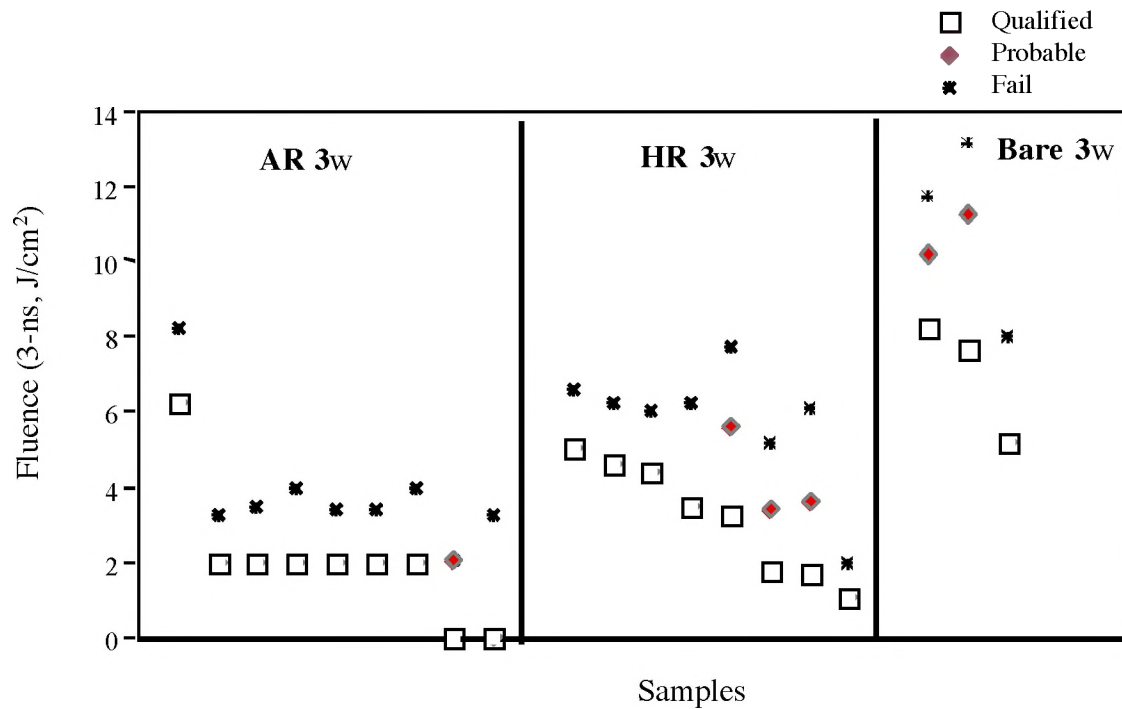 Qualified
Probable
Fail
14
12
10
8
6
4
2
0
Fluence (3-ns, J/cm²)
AR 3w
HR 3w
Bare 3w
Samples